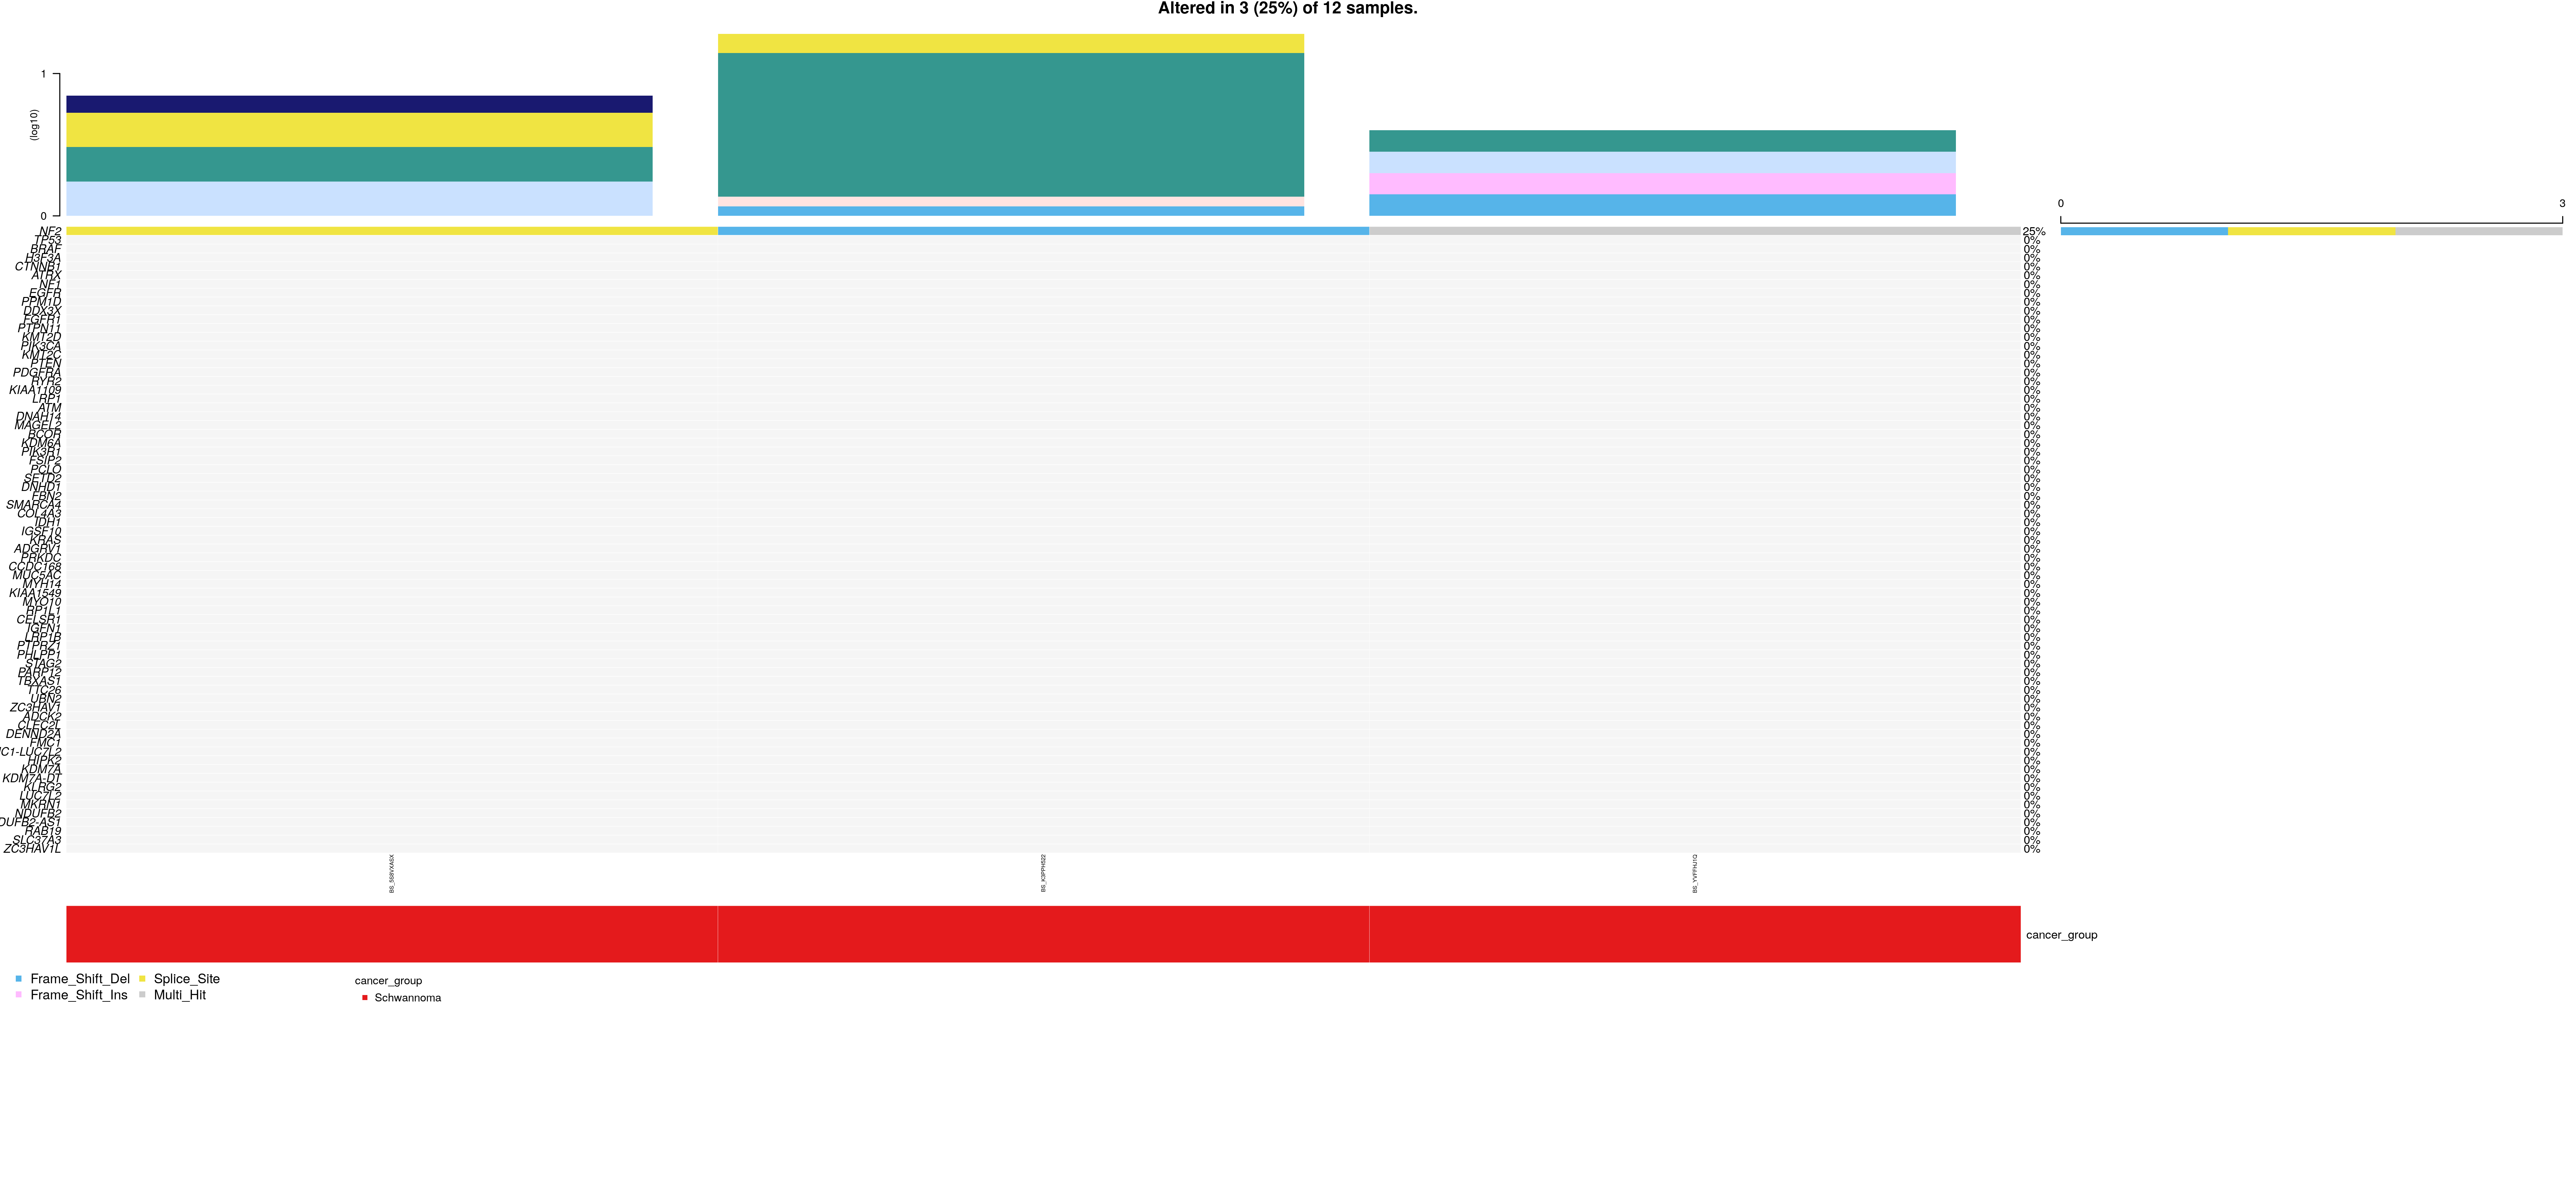 Altered in 3 (25%) of 12 samples.
1
(log10)
0
0 3
NF2 25%
TP53 0%
BRAF 0%
H3F3A 0%
CTNNB1 0%
ATRX 0%
NF1 0%
EGFR 0%
PPM1D 0%
DDX3X 0%
FGFR1 0%
PTPN11 0%
KMT2D 0%
PIK3CA 0%
KMT2C 0%
PTEN 0%
PDGFRA 0%
RYR2 0%
KIAA1109 0%
LRP1 0%
ATM 0%
DNAH14 0%
MAGEL2 0%
BCOR 0%
KDM6A 0%
PIK3R1 0%
FSIP2 0%
PCLO 0%
SETD2 0%
DNHD1 0%
FBN2 0%
SMARCA4 0%
COL4A3 0%
IDH1 0%
IGSF10 0%
KRAS 0%
ADGRV1 0%
PRKDC 0%
CCDC168 0%
MUC5AC 0%
MYH14 0%
KIAA1549 0%
MYO10 0%
RP1L1 0%
CELSR1 0%
IGFN1 0%
LRP1B 0%
PTPRZ1 0%
PHLPP1 0%
STAG2 0%
PARP12 0%
TBXAS1 0%
TTC26 0%
UBN2 0%
ZC3HAV1 0%
ADCK2 0%
CLEC2L 0%
DENND2A 0%
FMC1 0%
C1-LUC7L2 0%
HIPK2 0%
KDM7A 0%
KDM7A-DT 0%
KLRG2 0%
LUC7L2 0%
MKRN1 0%
NDUFB2 0%
DUFB2-AS1 0%
RAB19 0%
SLC37A3 0%
ZC3HAV1L 0%
cancer_group
Frame_Shift_Del Splice_Site
Frame_Shift_Ins Multi_Hit
cancer_group
Schwannoma